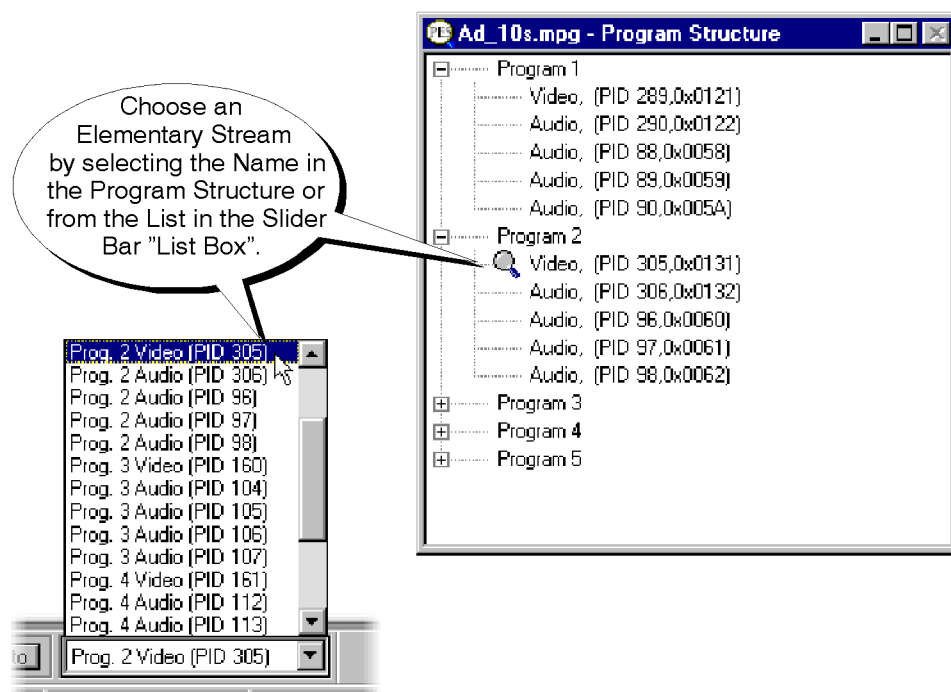 PES
Ad_10s.mpg - Program Structure
Program 1
Video, (PID 289,0x0121)
Audio, (PID 290,0x0122)
Audio, (PID 88,0x0058)
Audio, (PID 89,0x0059)
Audio, (PID 90,0x005A)
Program 2
Video, (PID 305,0x0131)
Audio, (PID 306,0x0132)
Audio, (PID 96,0x0060)
Audio, (PID 97,0x0061)
Audio, (PID 98,0x0062)
Program 3
Program 4
Program 5
Choose an
Elementary Stream
by selecting the Name in
the Program Structure or
from the List in the Slider
Bar ”List Box”.
Prog. 2 Video (PID 305)
Prog. 2 Audio (PID 306)
Prog. 2 Audio (PID 96)
Prog. 2 Audio (PID 97)
Prog. 2 Audio (PID 98)
Prog. 3 Video (PID 160)
Prog. 3 Audio (PID 104)
Prog. 3 Audio (PID 105)
Prog. 3 Audio (PID 106)
Prog. 3 Audio (PID 107)
Prog. 4 Video (PID 161)
Prog. 4 Audio (PID 112)
Prog. 4 Audio (PID 113)
Prog. 2 Video (PID 305)